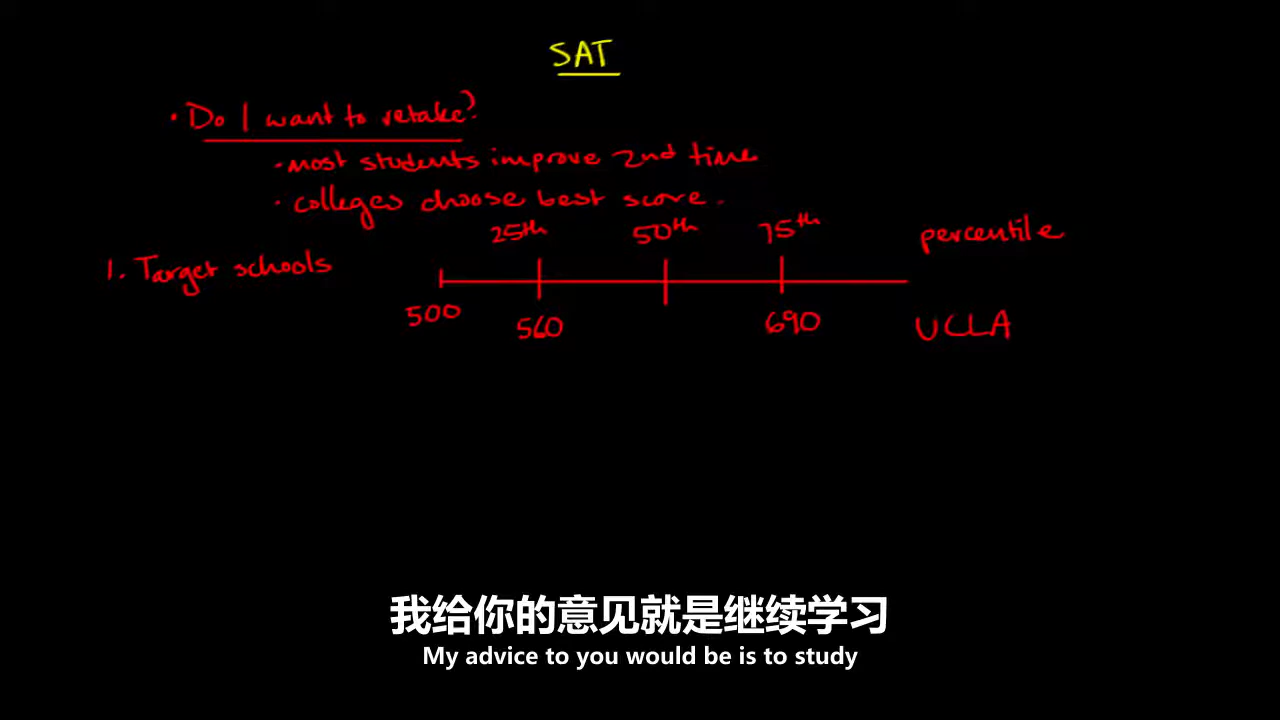 SAT
• Do I want to retake?
• most students improve 2nd time
• colleges choose best score.
25th 50th 75th percentile
1. Target schools
500 560 690 UCLA
我给你的意见就是继续学习
My advice to you would be is to study